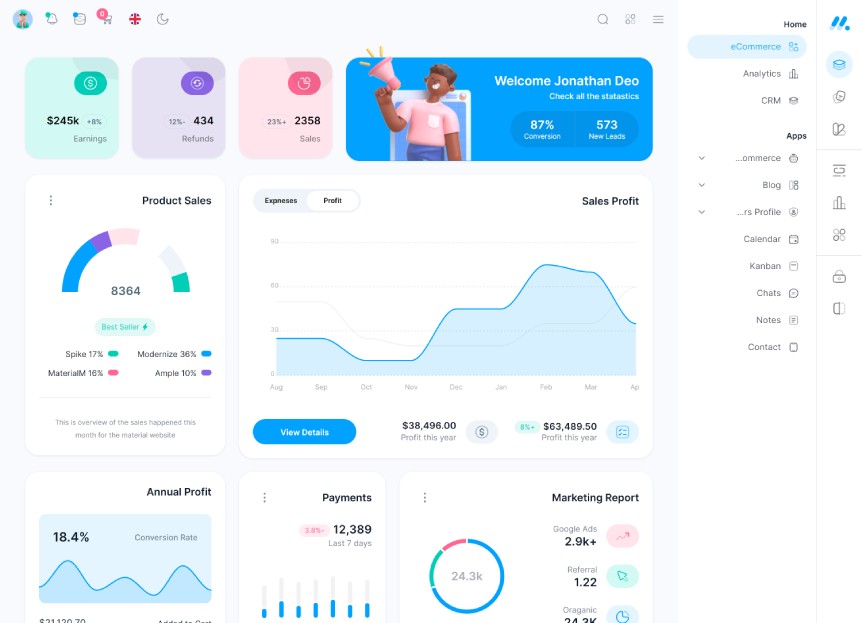 0
Home
eCommerce
Analytics
CRM
Apps
...ommerce
Blog
...rs Profile
Calendar
Kanban
Chats
Notes
Contact
$245k +8%
Earnings
12%- 434
Refunds
23%+ 2358
Sales
Welcome Jonathan Deo
Check all the statastics
87%
Conversion
573
New Leads
Product Sales
8364
Best Seller
Spike 17%
Modernize 36%
MaterialM 16%
Ample 10%
This is overview of the sales happened this
month for the material website
Expneses
Profit
Sales Profit
90
60
30
0
Aug Sep Oct Nov Dec Jan Feb Mar Ap
View Details
$38,496.00
Profit this year
8%+ $63,489.50
Profit this year
Annual Profit
18.4%
Conversion Rate
$21,120.70
Added to Cart
Payments
3.8%- 12,389
Last 7 days
Marketing Report
24.3k
Google Ads
2.9k+
Referral
1.22
Oraganic
24.3K